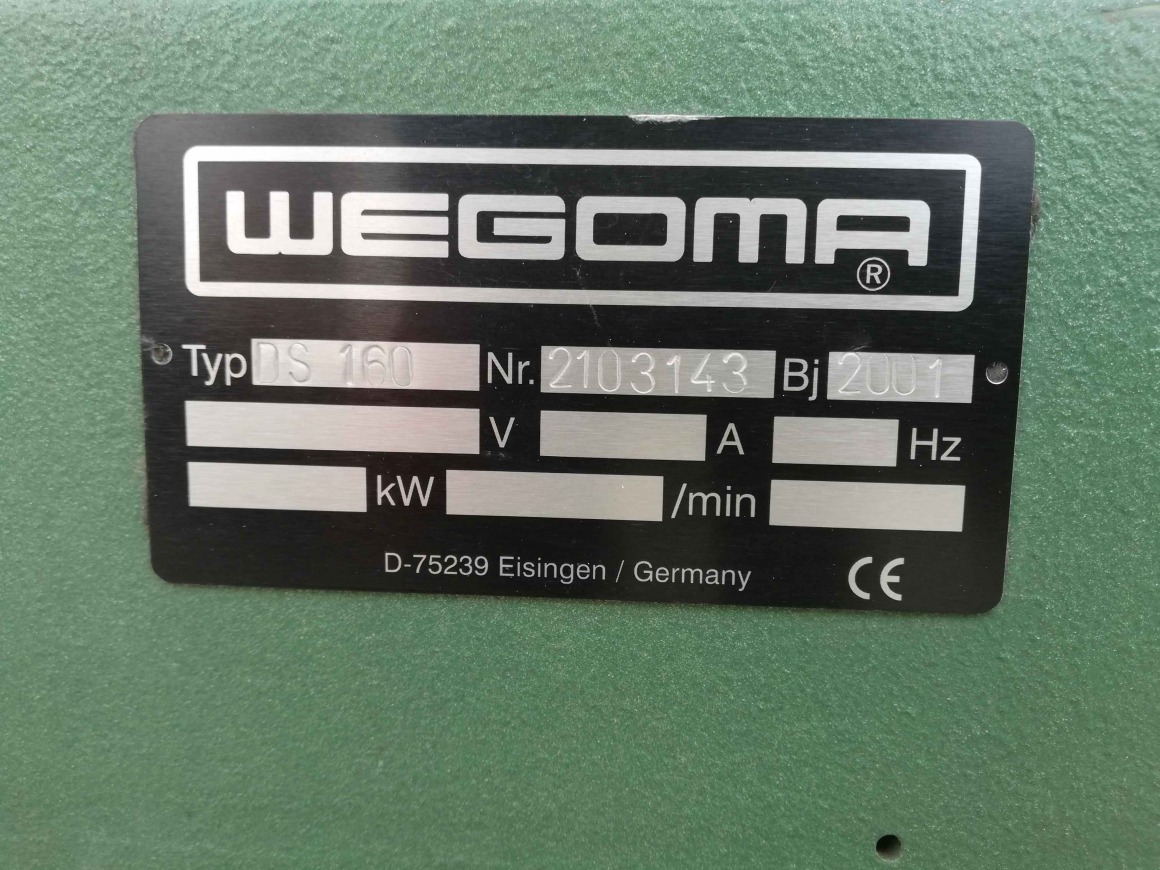 WEGOMA ®
Typ DS 160 Nr. 2103143 Bj 2001
V A Hz
kW /min
D-75239 Eisingen / Germany CE